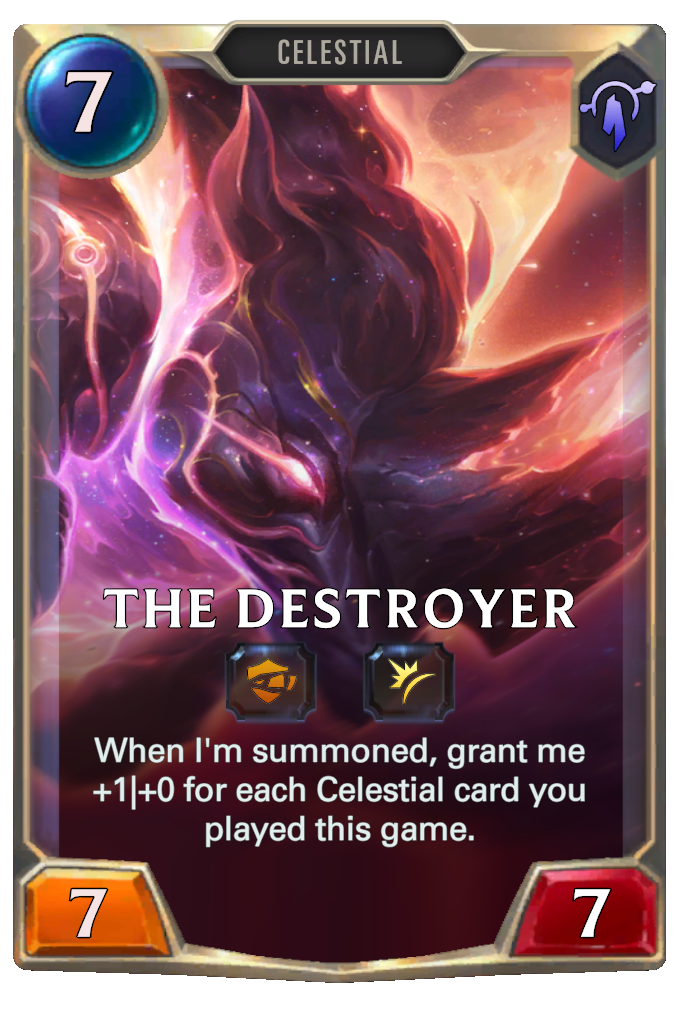 CELESTIAL
7
THE DESTROYER
When I'm summoned, grant me
+1|+0 for each Celestial card you
played this game.
7
7